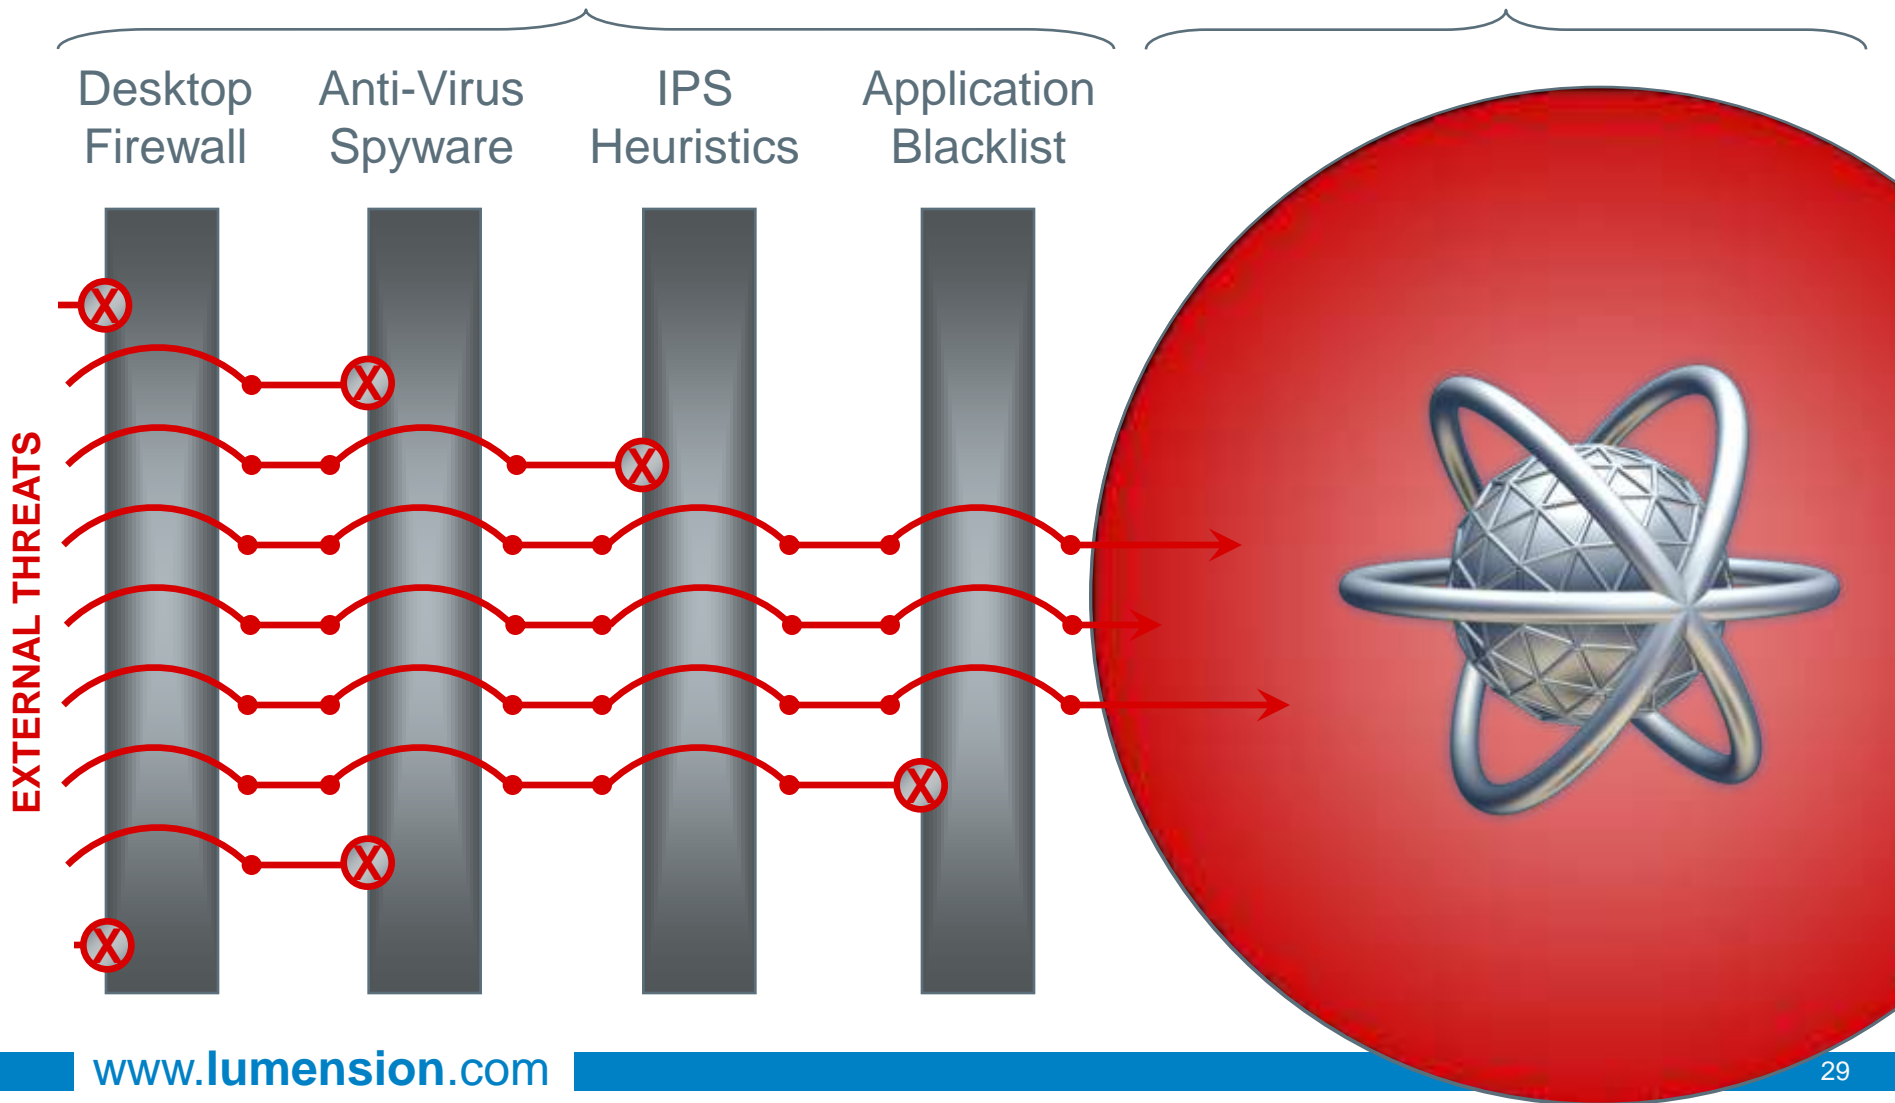 Desktop
Firewall
Anti-Virus
Spyware
IPS
Heuristics
Application
Blacklist
X
X
X
EXTERNAL THREATS
X
X
X
www.lumension.com
29